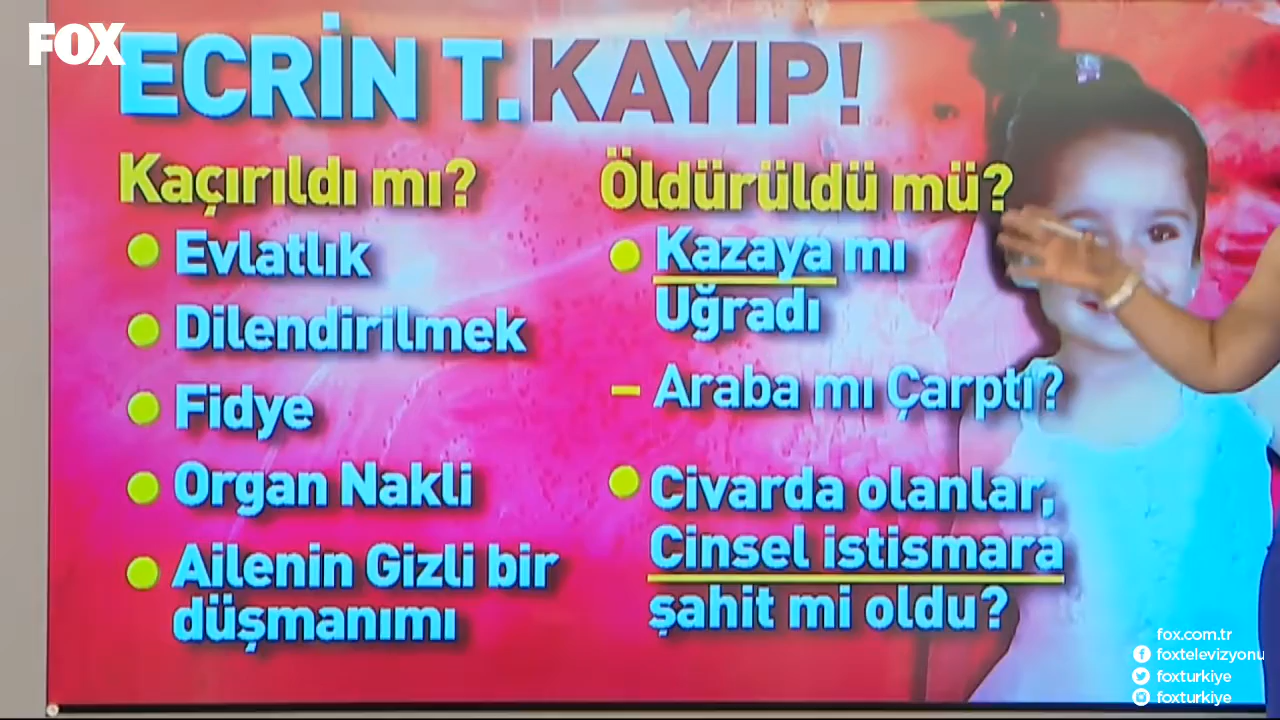 FOX
ECRİN T. KAYIP!
Kaçırıldı mı?
Evlatlık
Dilendirilmek
Fidye
Organ Nakli
Ailenin Gizli bir
düşmanımı
Öldürüldü mü?
Kazaya mı
Uğradı
– Araba mı Çarptı?
Civarda olanlar,
Cinsel istismara
şahit mi oldu?
fox.com.tr
foxtelevizyonu
foxturkiye
foxturkiye